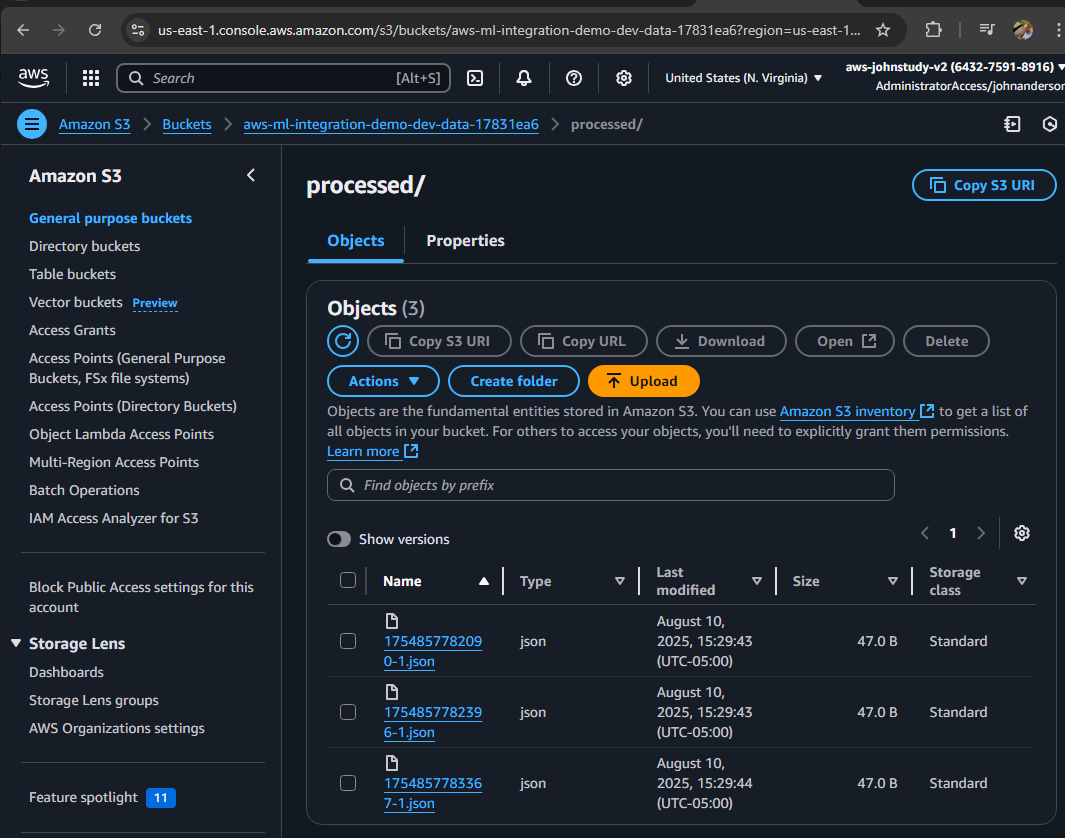 us-east-1.console.aws.amazon.com/s3/buckets/aws-ml-integration-demo-dev-data-17831ea6?region=us-east-1...
aws
Search
[Alt+S]
United States (N. Virginia)
aws-johnstudy-v2 (6432-7591-8916)
AdministratorAccess/johnanderson
Amazon S3
Buckets
aws-ml-integration-demo-dev-data-17831ea6
processed/
Amazon S3
General purpose buckets
Directory buckets
Table buckets
Vector buckets Preview
Access Grants
Access Points (General Purpose
Buckets, FSx file systems)
Access Points (Directory Buckets)
Object Lambda Access Points
Multi-Region Access Points
Batch Operations
IAM Access Analyzer for S3
Block Public Access settings for this
account
Storage Lens
Dashboards
Storage Lens groups
AWS Organizations settings
Feature spotlight 11
processed/
Copy S3 URI
Objects
Properties
Objects (3)
Copy S3 URI
Copy URL
Download
Open
Delete
Actions
Create folder
Upload
Objects are the fundamental entities stored in Amazon S3. You can use Amazon S3 inventory to get a list of
all objects in your bucket. For others to access your objects, you'll need to explicitly grant them permissions.
Learn more
Find objects by prefix
Show versions
1
Name
Type
Last
modified
Size
Storage
class
175485778209
0-1.json
json
August 10,
2025, 15:29:43
(UTC-05:00)
47.0 B
Standard
175485778239
6-1.json
json
August 10,
2025, 15:29:43
(UTC-05:00)
47.0 B
Standard
175485778336
7-1.json
json
August 10,
2025, 15:29:44
(UTC-05:00)
47.0 B
Standard